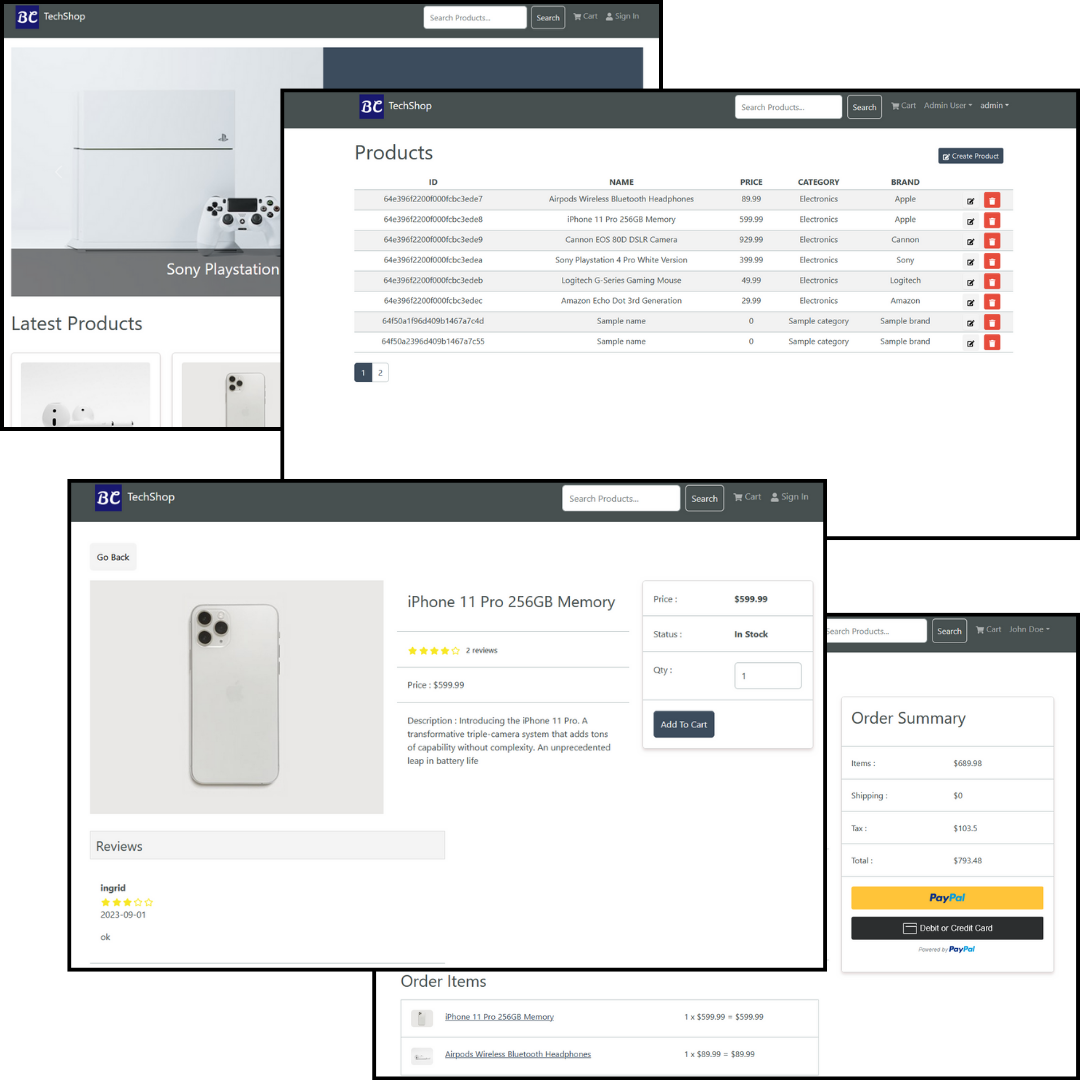 BC TechShop
Search Products...
Search
Cart
Sign In
Sony Playstation
Latest Products
BC TechShop
Search Products...
Search
Cart
Admin User
admin
Products
Create Product
ID NAME PRICE CATEGORY BRAND
64e396f2200f000fcbc3ede7 Airpods Wireless Bluetooth Headphones 89.99 Electronics Apple
64e396f2200f000fcbc3ede8 iPhone 11 Pro 256GB Memory 599.99 Electronics Apple
64e396f2200f000fcbc3ede9 Cannon EOS 80D DSLR Camera 929.99 Electronics Cannon
64e396f2200f000fcbc3edea Sony Playstation 4 Pro White Version 399.99 Electronics Sony
64e396f2200f000fcbc3edeb Logitech G-Series Gaming Mouse 49.99 Electronics Logitech
64e396f2200f000fcbc3edec Amazon Echo Dot 3rd Generation 29.99 Electronics Amazon
64f50a1f96d409b1467a7c4d Sample name 0 Sample category Sample brand
64f50a2396d409b1467a7c55 Sample name 0 Sample category Sample brand
1 2
BC TechShop
Search Products...
Search
Cart
Sign In
Go Back
iPhone 11 Pro 256GB Memory
2 reviews
Price : $599.99
Description : Introducing the iPhone 11 Pro. A
transformative triple-camera system that adds tons
of capability without complexity. An unprecedented
leap in battery life
Price : $599.99
Status : In Stock
Qty : 1
Add To Cart
Reviews
ingrid
2023-09-01
ok
Search Products...
Search
Cart
John Doe
Order Summary
Items : $689.98
Shipping : $0
Tax : $103.5
Total : $793.48
PayPal
Debit or Credit Card
Powered by PayPal
Order Items
iPhone 11 Pro 256GB Memory 1 x $599.99 = $599.99
Airpods Wireless Bluetooth Headphones 1 x $89.99 = $89.99